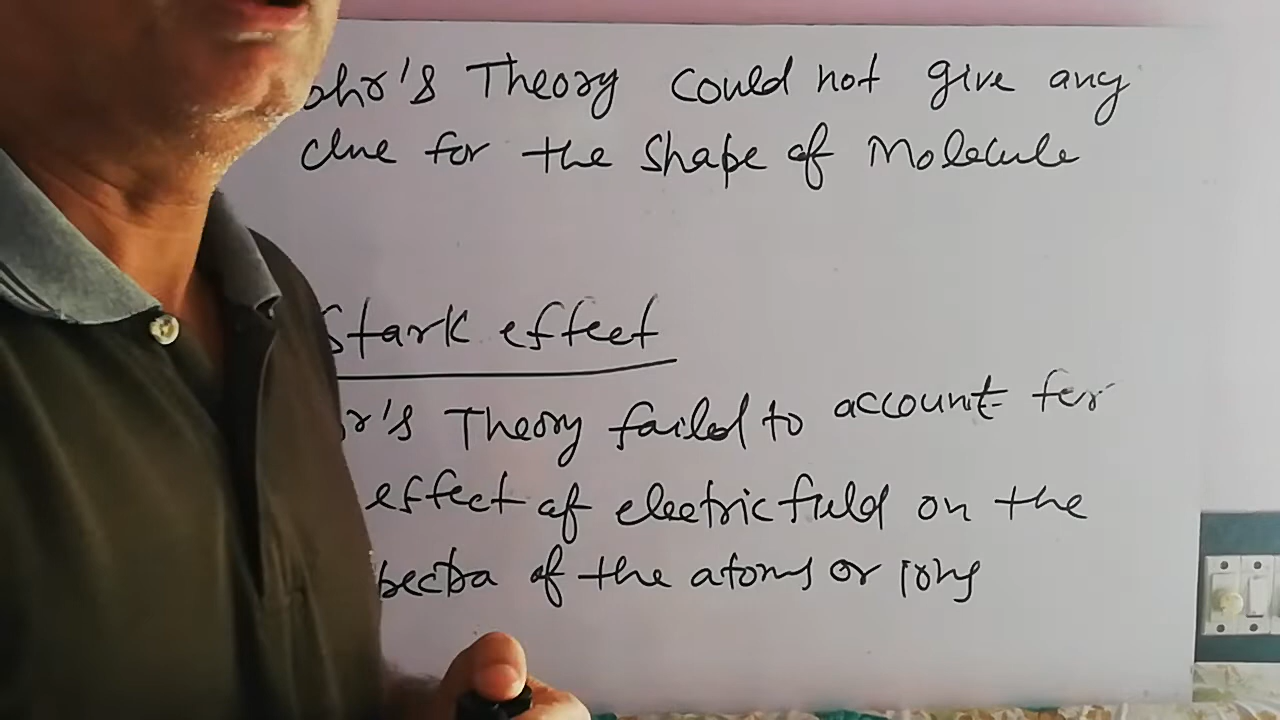 ohr's Theory could not give any
clue for the shape of Molecule
Stark effect
r's Theory failed to account for
effect of electric field on the
pectra of the atoms or ions